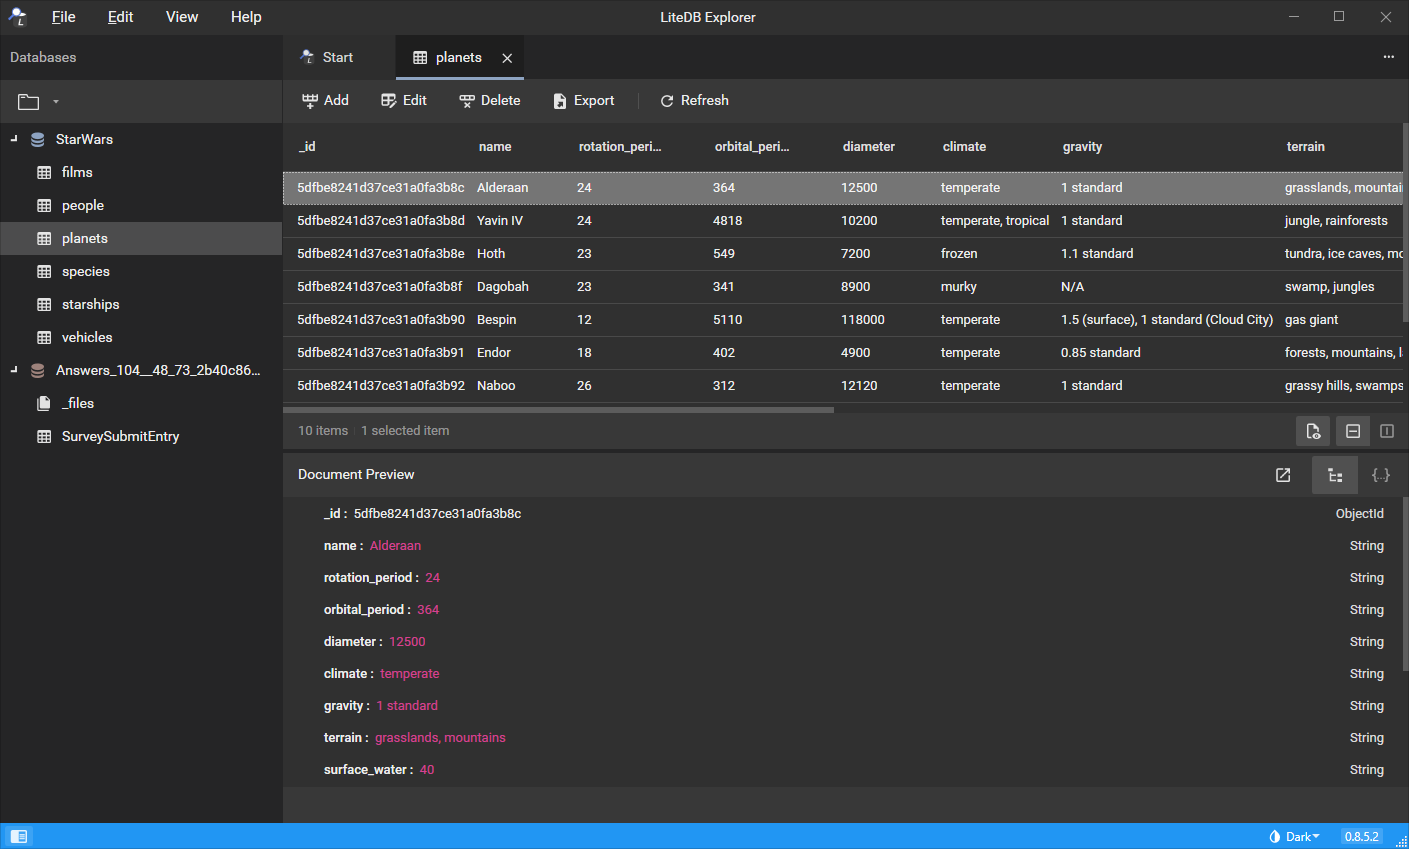 File Edit View Help LiteDB Explorer
Databases
Start planets
Add Edit Delete Export Refresh
StarWars
films
people
planets
species
starships
vehicles
Answers_104__48_73_2b40c86...
_files
SurveySubmitEntry
_id name rotation_peri... orbital_peri... diameter climate gravity terrain
5dfbe8241d37ce31a0fa3b8c Alderaan 24 364 12500 temperate 1 standard grasslands, mountai
5dfbe8241d37ce31a0fa3b8d Yavin IV 24 4818 10200 temperate, tropical 1 standard jungle, rainforests
5dfbe8241d37ce31a0fa3b8e Hoth 23 549 7200 frozen 1.1 standard tundra, ice caves, mo
5dfbe8241d37ce31a0fa3b8f Dagobah 23 341 8900 murky N/A swamp, jungles
5dfbe8241d37ce31a0fa3b90 Bespin 12 5110 118000 temperate 1.5 (surface), 1 standard (Cloud City) gas giant
5dfbe8241d37ce31a0fa3b91 Endor 18 402 4900 temperate 0.85 standard forests, mountains, l
5dfbe8241d37ce31a0fa3b92 Naboo 26 312 12120 temperate 1 standard grassy hills, swamps
10 items 1 selected item
Document Preview
_id : 5dfbe8241d37ce31a0fa3b8c ObjectId
name : Alderaan String
rotation_period : 24 String
orbital_period : 364 String
diameter : 12500 String
climate : temperate String
gravity : 1 standard String
terrain : grasslands, mountains String
surface_water : 40 String
Dark 0.8.5.2